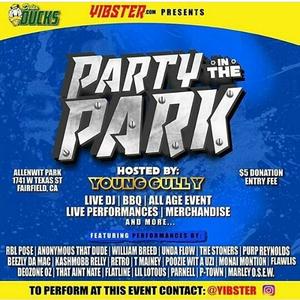 DUCKS
YIBSTER.COM PRESENTS
PARTY
IN THE
PARK
HOSTED BY:
YOUNG GULLY
ALLENWIT PARK
1741 W TEXAS ST
FAIRFIELD, CA
LIVE DJ | BBQ | ALL AGE EVENT
LIVE PERFORMANCES | MERCHANDISE
AND MORE...
$5 DONATION
ENTRY FEE
FEATURING PERFORMANCES BY:
RBL POSE | ANONYMOUS THAT DUDE | WILLIAM BREED | UNDA FLOW | THE STONERS | PURP REYNOLDS
BEEZLY DA MAC | KASHMOBB RELLY | RETRO | T MANEY | POOZIE WIT A UZI | MONAI MONTION | FLAWLES
DEOZONE OZ | THAT AINT NATE | FLATLINE | LIL LOTOUS | PARNELL | P-TOWN | MARLEY O.S.E.W.
TO PERFORM AT THIS EVENT CONTACT: @YIBSTER